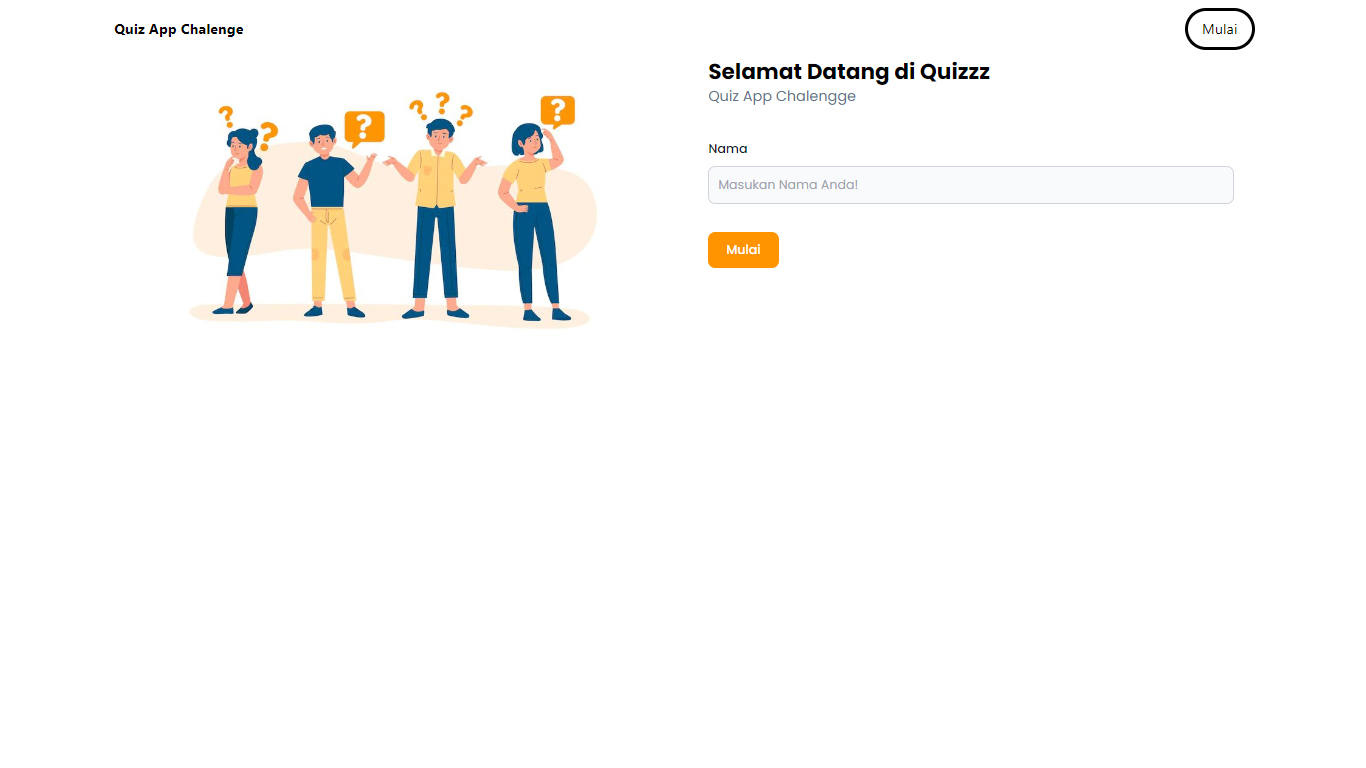 Quiz App Chalenge
Mulai
Selamat Datang di Quizzz
Quiz App Chalengge
Nama
Masukan Nama Anda!
Mulai
? ? ? ? ? ? ?